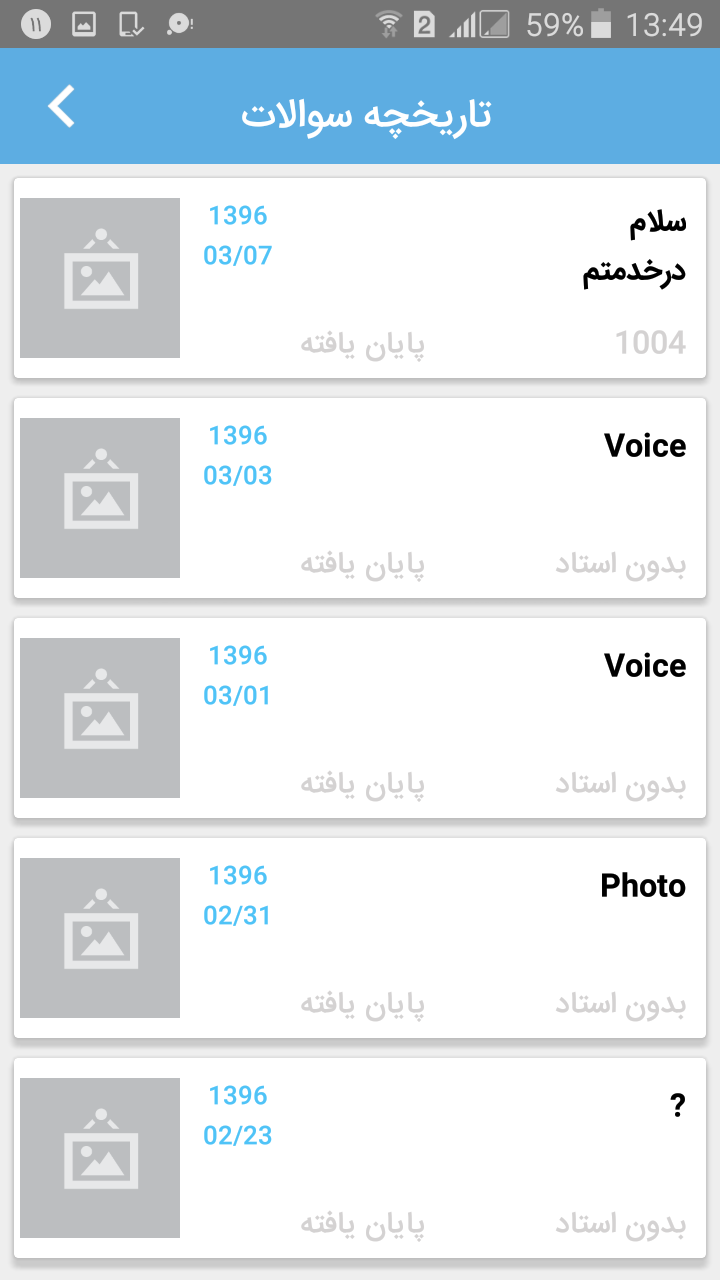 ۱۱
2
59%
13:49
تاریخچه سوالات
سلام
درخدمتم
1396
03/07
1004
پایان یافته
Voice
1396
03/03
بدون استاد
پایان یافته
Voice
1396
03/01
بدون استاد
پایان یافته
Photo
1396
02/31
بدون استاد
پایان یافته
?
1396
02/23
بدون استاد
پایان یافته